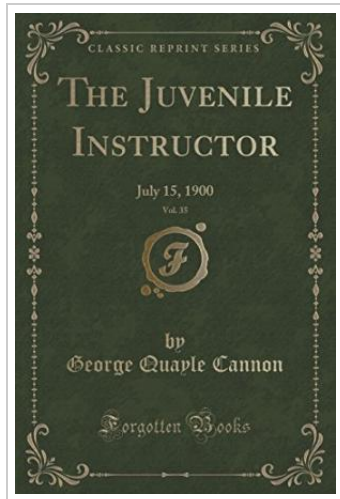 CLASSIC REPRINT SERIES
THE JUVENILE
INSTRUCTOR
July 15, 1900
Vol. 35
F
by
George Quayle Cannon
Forgotten Books